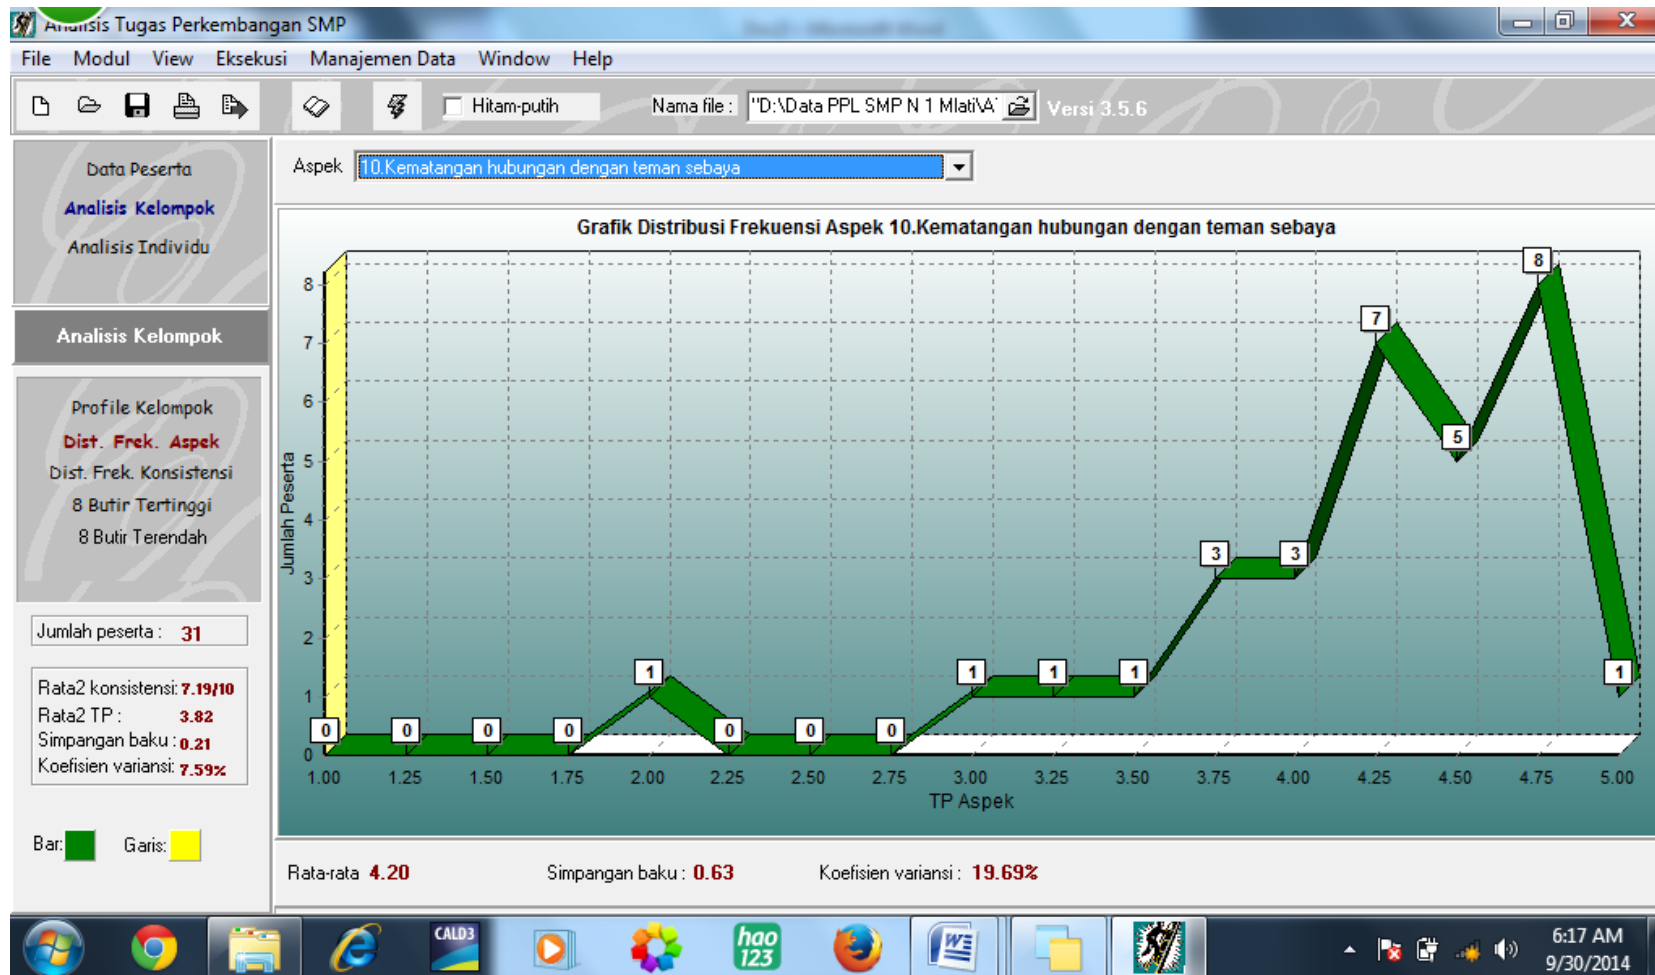 Analisis Tugas Perkembangan SMP
File Modul View Eksekusi Manajemen Data Window Help
Hitam-putih Nama file : "D:\Data PPL SMP N 1 Mlati\A Versi 3.5.6
Data Peserta
Analisis Kelompok
Analisis Individu
Aspek 10.Kematangan hubungan dengan teman sebaya
Analisis Kelompok
Profile Kelompok
Dist. Frek. Aspek
Dist. Frek. Konsistensi
8 Butir Tertinggi
8 Butir Terendah
Jumlah peserta : 31
Rata2 konsistensi: 7.19/10
Rata2 TP : 3.82
Simpangan baku : 0.21
Koefisien variansi: 7.59%
Bar: Garis:
Grafik Distribusi Frekuensi Aspek 10.Kematangan hubungan dengan teman sebaya
Jumlah Peserta
8
7
6
5
4
3
2
1
0
0 0 0 0 1 0 0 0 1 1 1 3 3 7 5 8 1
1.00 1.25 1.50 1.75 2.00 2.25 2.50 2.75 3.00 3.25 3.50 3.75 4.00 4.25 4.50 4.75 5.00
TP Aspek
Rata-rata 4.20 Simpangan baku : 0.63 Koefisien variansi : 19.69%
CALD3
hao
123
6:17 AM
9/30/2014